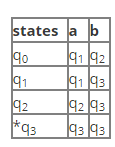 states a b
q₀ q₁ q₂
q₁ q₁ q₃
q₂ q₂ q₃
*q₃ q₃ q₃